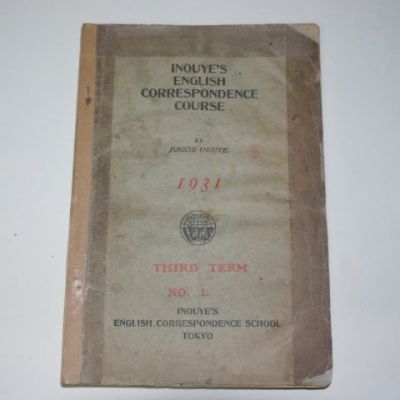 INOUYE'S
ENGLISH
CORRESPONDENCE
COURSE
BY
JUKICHI INOUYE.
1931
THIRD TERM
NO. 1.
INOUYE'S
ENGLISH CORRESPONDENCE SCHOOL
TOKYO